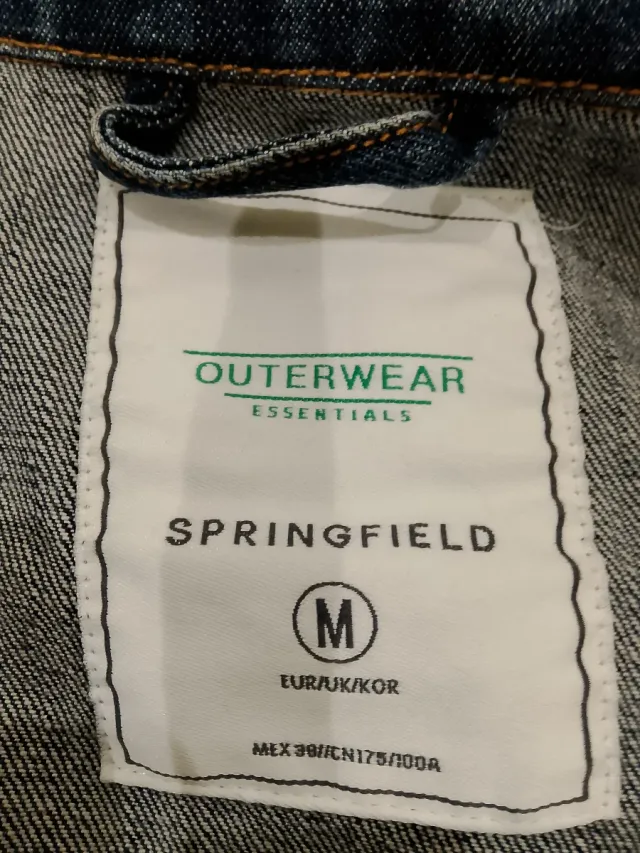 OUTERWEAR
ESSENTIALS
SPRINGFIELD
M
EUR/UK/KOR
MEX 38//CN175/100A